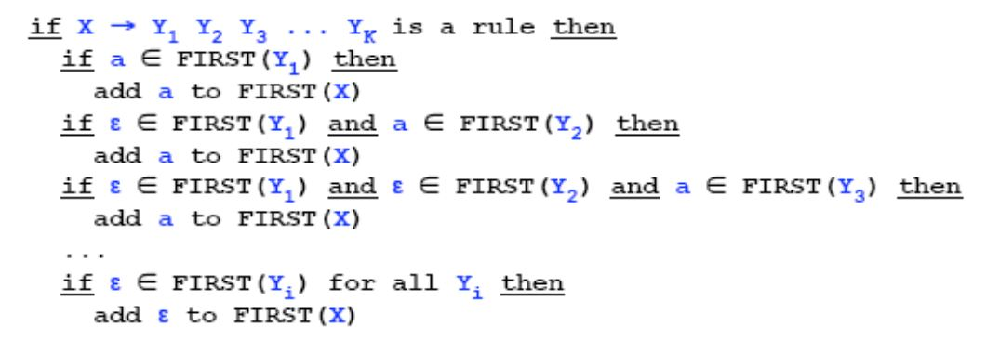 if X → Y₁ Y₂ Y₃ ... Yₖ is a rule then
if a ∈ FIRST(Y₁) then
add a to FIRST(X)
if ε ∈ FIRST(Y₁) and a ∈ FIRST(Y₂) then
add a to FIRST(X)
if ε ∈ FIRST(Y₁) and ε ∈ FIRST(Y₂) and a ∈ FIRST(Y₃) then
add a to FIRST(X)
...
if ε ∈ FIRST(Yᵢ) for all Yᵢ then
add ε to FIRST(X)